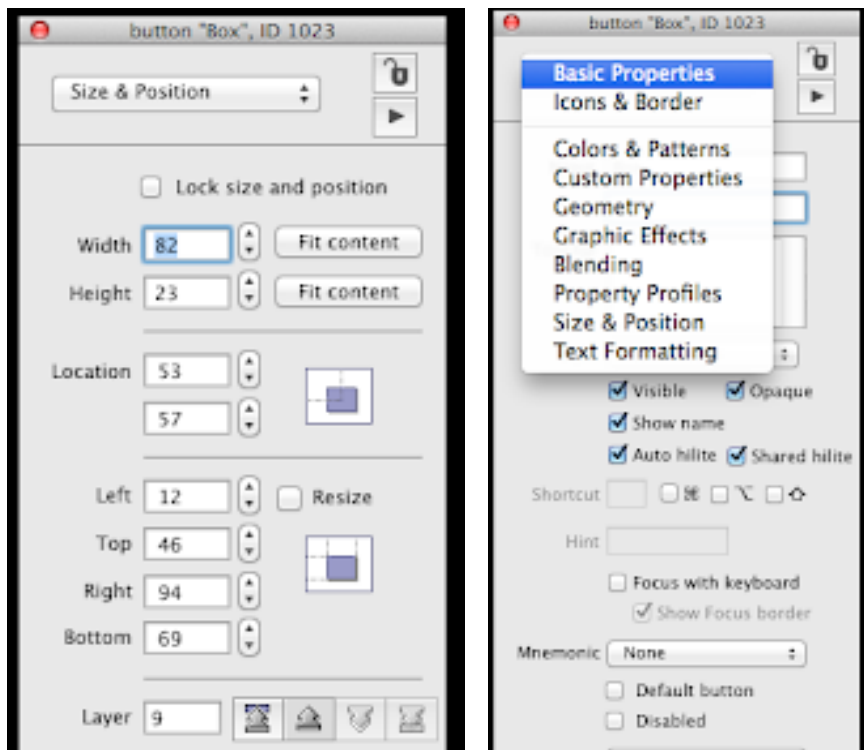 button "Box", ID 1023
Size & Position
Lock size and position
Width 82 Fit content
Height 23 Fit content
Location 53
57
Left 12 Resize
Top 46
Right 94
Bottom 69
Layer 9
button "Box", ID 1023
Basic Properties
Icons & Border
Colors & Patterns
Custom Properties
Geometry
Graphic Effects
Blending
Property Profiles
Size & Position
Text Formatting
Visible Opaque
Show name
Auto hilite Shared hilite
Shortcut ⌘ ⌥ ⇧
Hint
Focus with keyboard
Show Focus border
Mnemonic None
Default button
Disabled